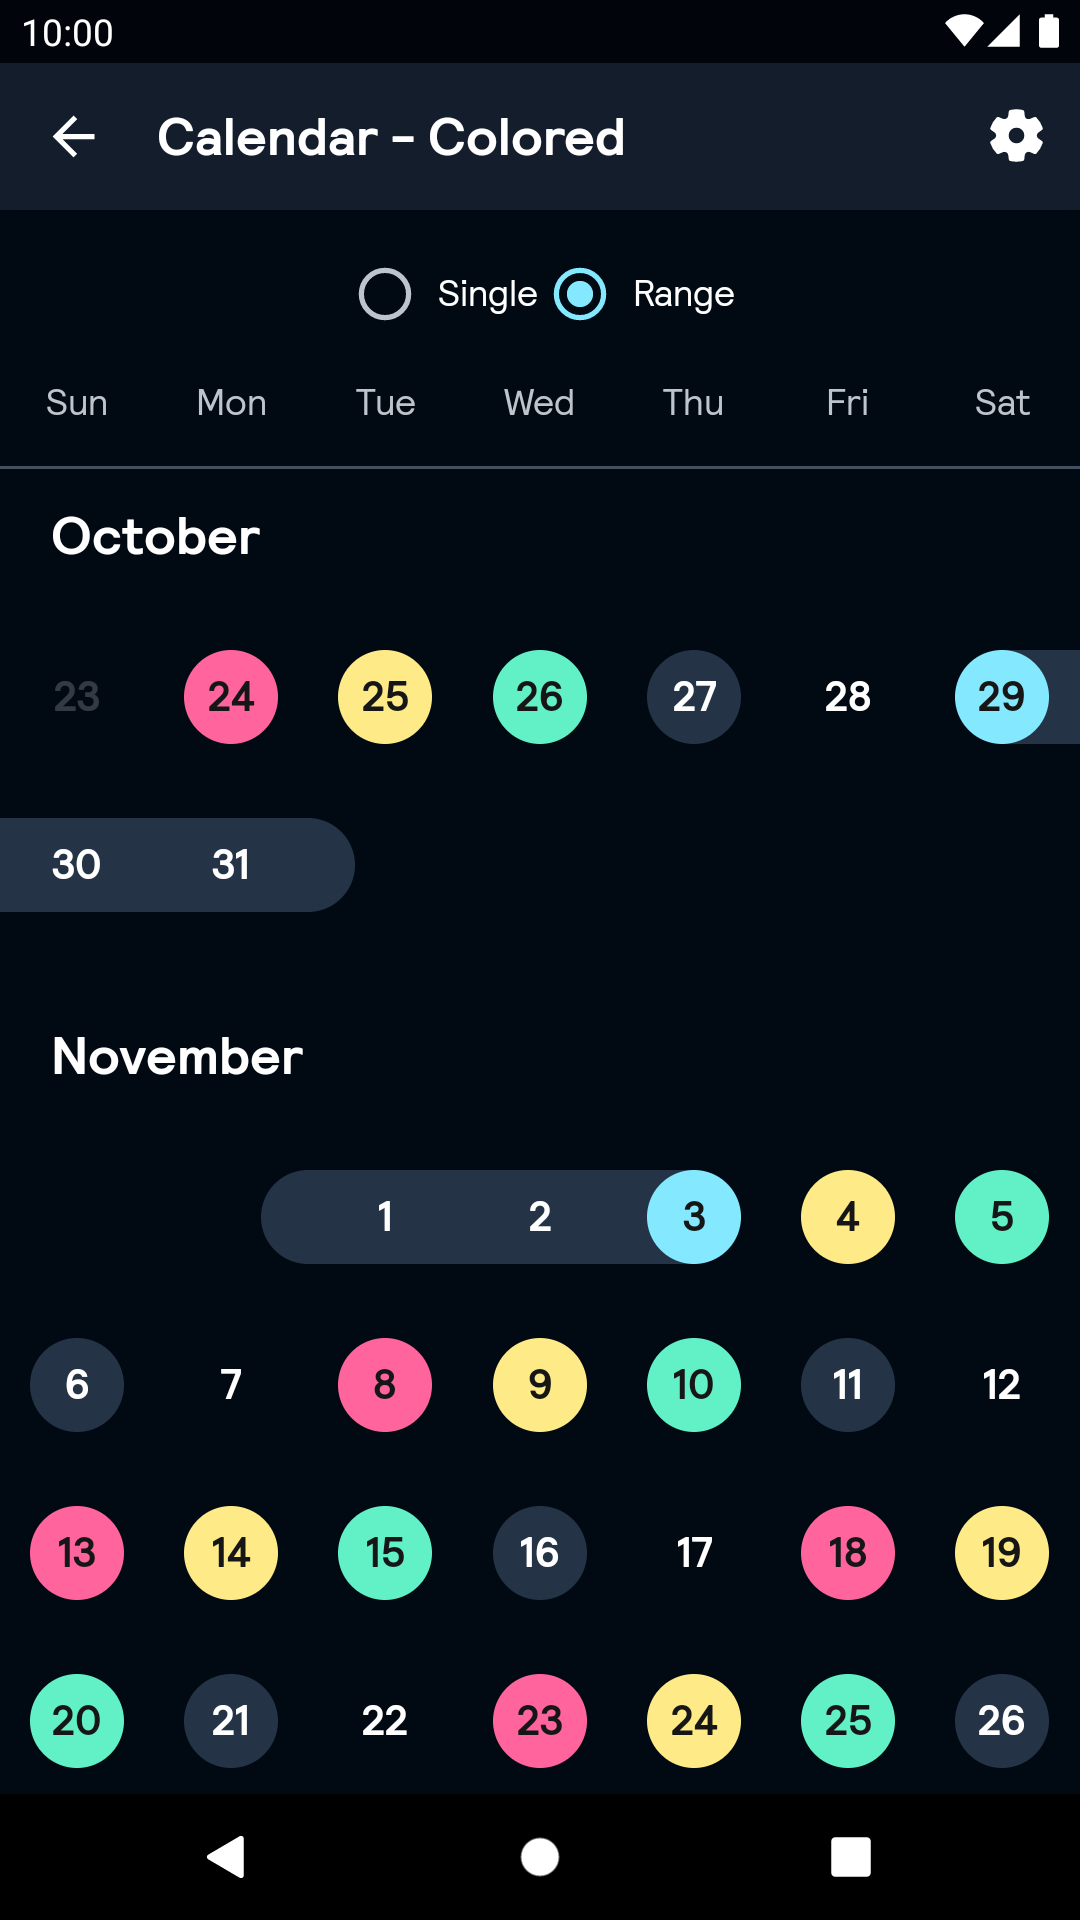 10:00
Calendar - Colored
Single Range
Sun Mon Tue Wed Thu Fri Sat
October
23 24 25 26 27 28 29
30 31
November
1 2 3 4 5
6 7 8 9 10 11 12
13 14 15 16 17 18 19
20 21 22 23 24 25 26